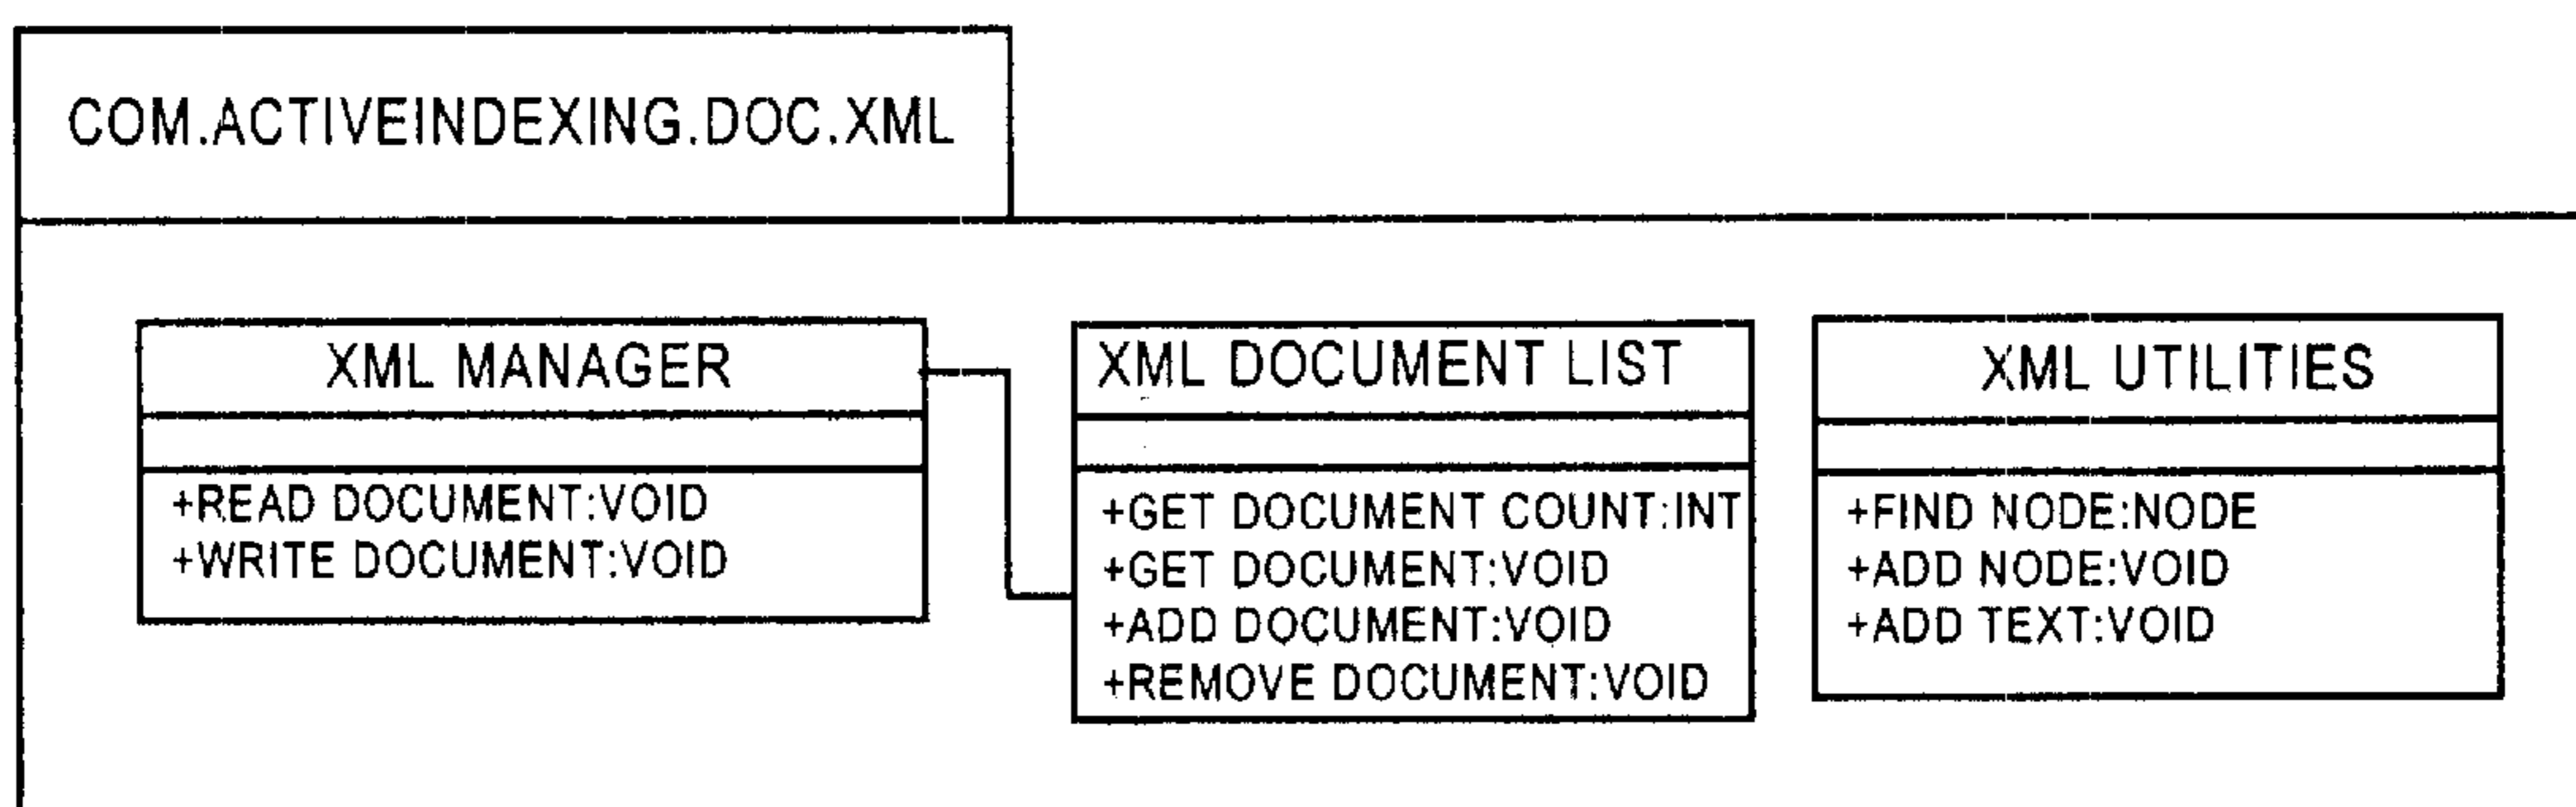 COM.ACTIVEINDEXING.DOC.XML
XML MANAGER
+READ DOCUMENT:VOID
+WRITE DOCUMENT:VOID
XML DOCUMENT LIST
+GET DOCUMENT COUNT:INT
+GET DOCUMENT:VOID
+ADD DOCUMENT:VOID
+REMOVE DOCUMENT:VOID
XML UTILITIES
+FIND NODE:NODE
+ADD NODE:VOID
+ADD TEXT:VOID